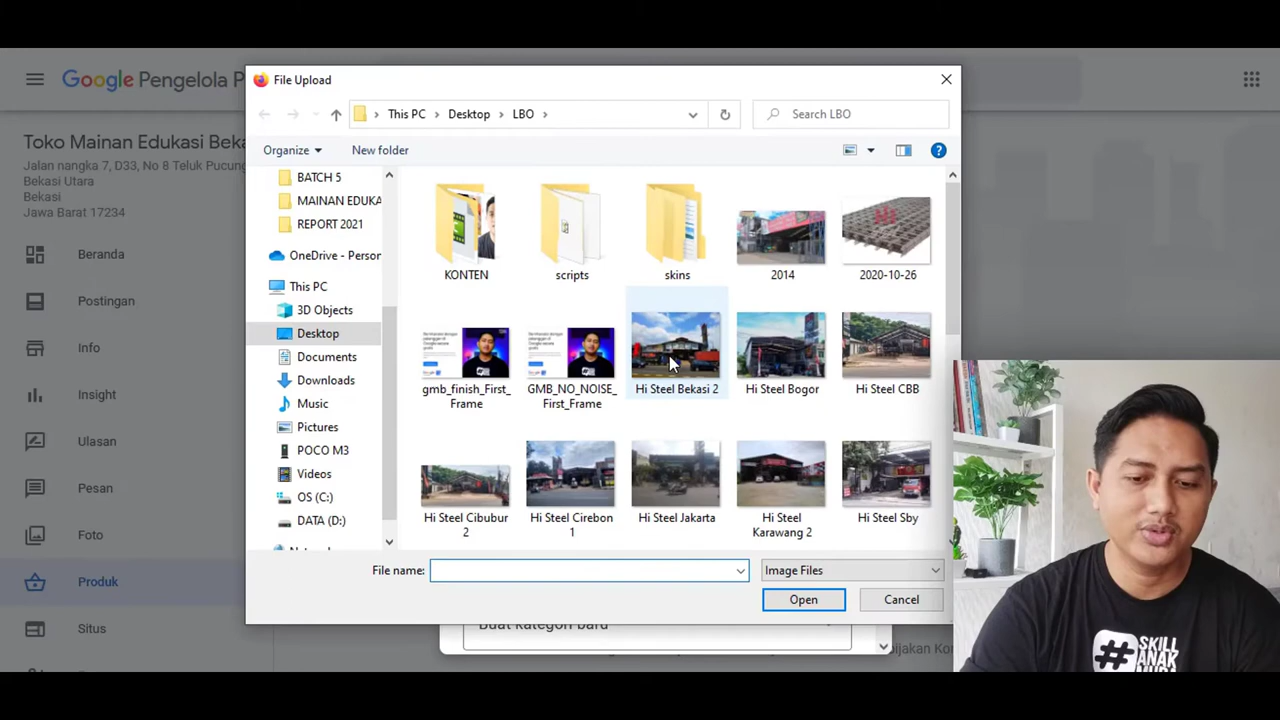 Google Pengelola P
File Upload
This PC > Desktop > LBO >
Search LBO
Organize
New folder
Toko Mainan Edukasi Beka
Jalan nangka 7, D33, No 8 Teluk Pucung
Bekasi Utara
Bekasi
Jawa Barat 17234
Beranda
Postingan
Info
Insight
Ulasan
Pesan
Foto
Produk
Situs
BATCH 5
MAINAN EDUKA
REPORT 2021
OneDrive - Person
This PC
3D Objects
Desktop
Documents
Downloads
Music
Pictures
POCO M3
Videos
OS (C:)
DATA (D:)
KONTEN
scripts
skins
2014
2020-10-26
gmb_finish_First_
Frame
GMB_NO_NOISE_
First_Frame
Hi Steel Bekasi 2
Hi Steel Bogor
Hi Steel CBB
Hi Steel Cibubur
2
Hi Steel Cirebon
1
Hi Steel Jakarta
Hi Steel
Karawang 2
Hi Steel Sby
File name:
Image Files
Open
Cancel
Buat kategori baru
bijakan Kon
#SKILL
ANAK
MUDA